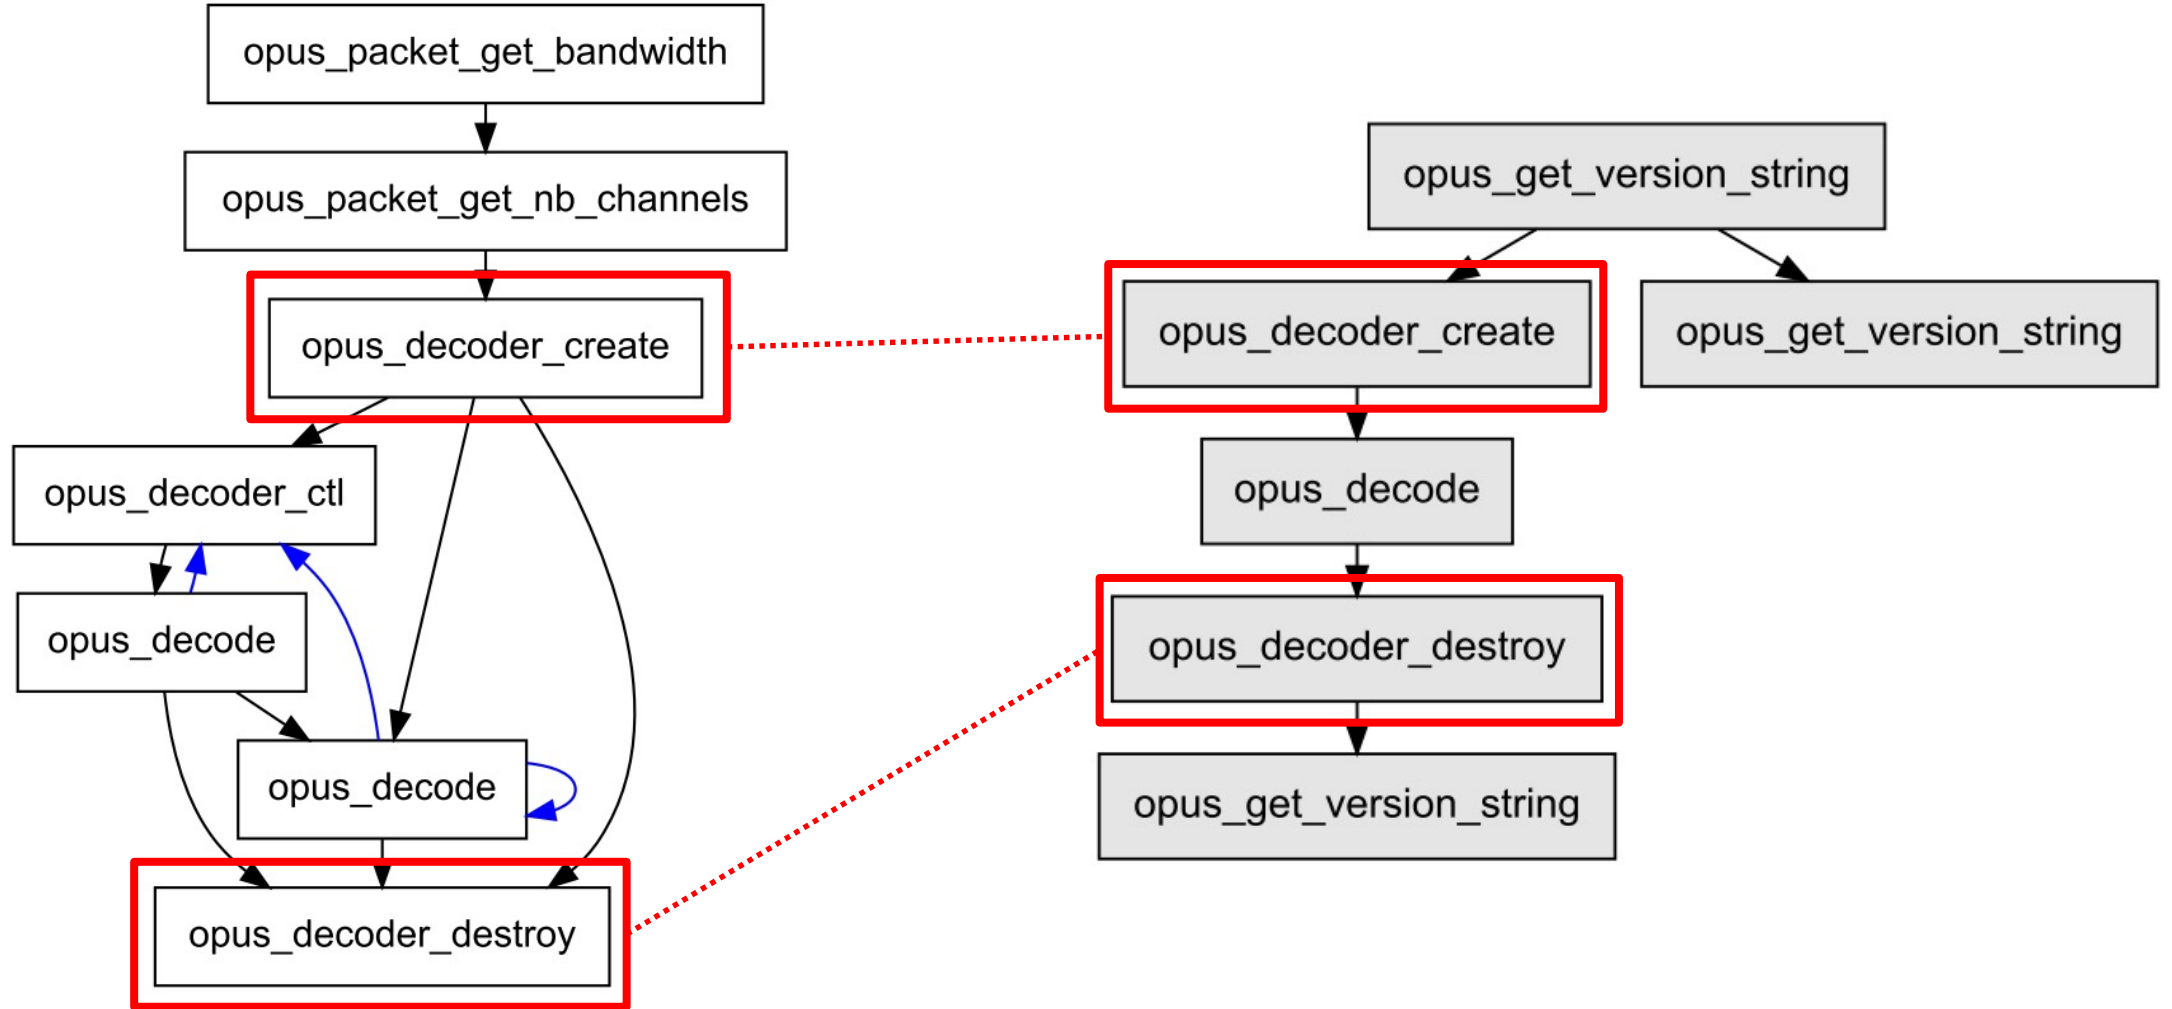 opus_packet_get_bandwidth
opus_packet_get_nb_channels
opus_decoder_create
opus_decoder_ctl
opus_decode
opus_decode
opus_decoder_destroy
opus_get_version_string
opus_decoder_create
opus_get_version_string
opus_decode
opus_decoder_destroy
opus_get_version_string